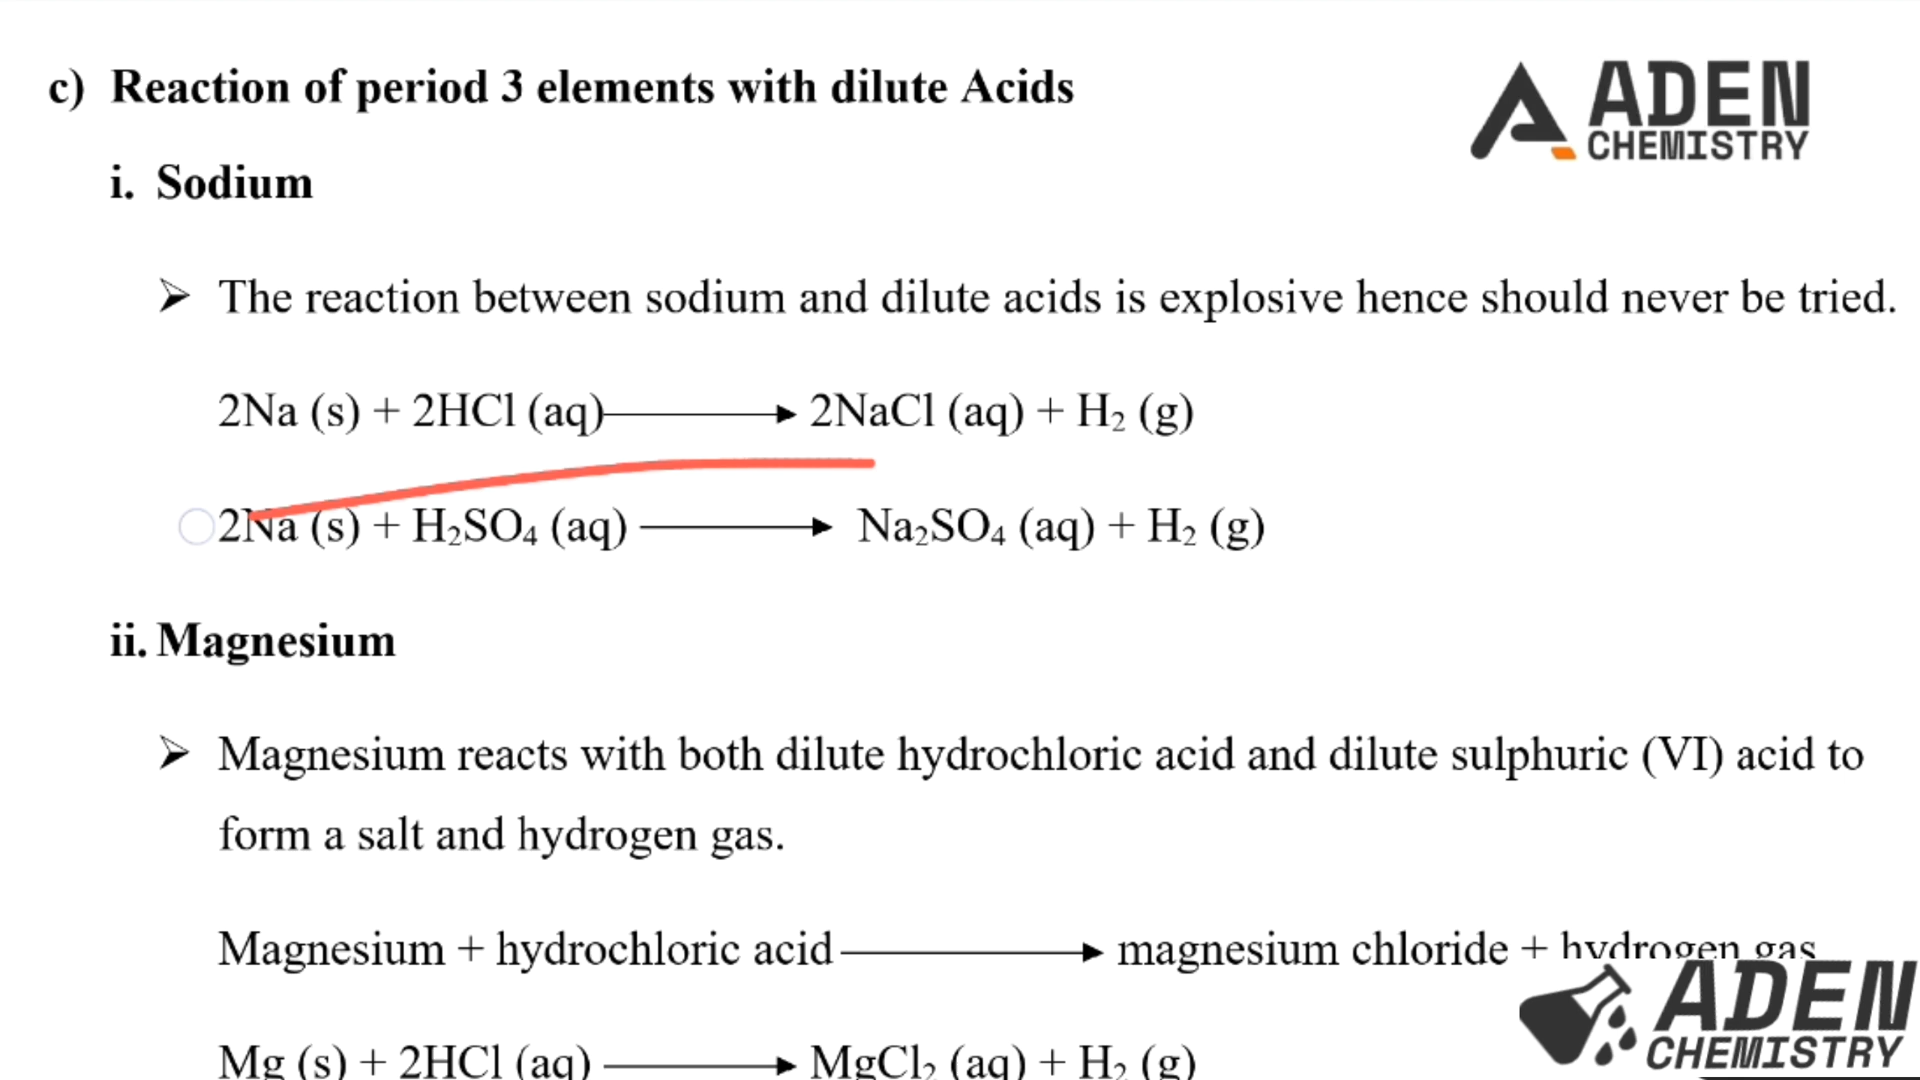 c) Reaction of period 3 elements with dilute Acids
ADEN
CHEMISTRY
i. Sodium
➢ The reaction between sodium and dilute acids is explosive hence should never be tried.
2Na (s) + 2HCl (aq) ⟶ 2NaCl (aq) + H₂ (g)
2Na (s) + H₂SO₄ (aq) ⟶ Na₂SO₄ (aq) + H₂ (g)
ii. Magnesium
➢ Magnesium reacts with both dilute hydrochloric acid and dilute sulphuric (VI) acid to
form a salt and hydrogen gas.
Magnesium + hydrochloric acid ⟶ magnesium chloride + hydrogen gas
Mg (s) + 2HCl (aq) ⟶ MgCl₂ (aq) + H₂ (g)
ADEN
CHEMISTRY